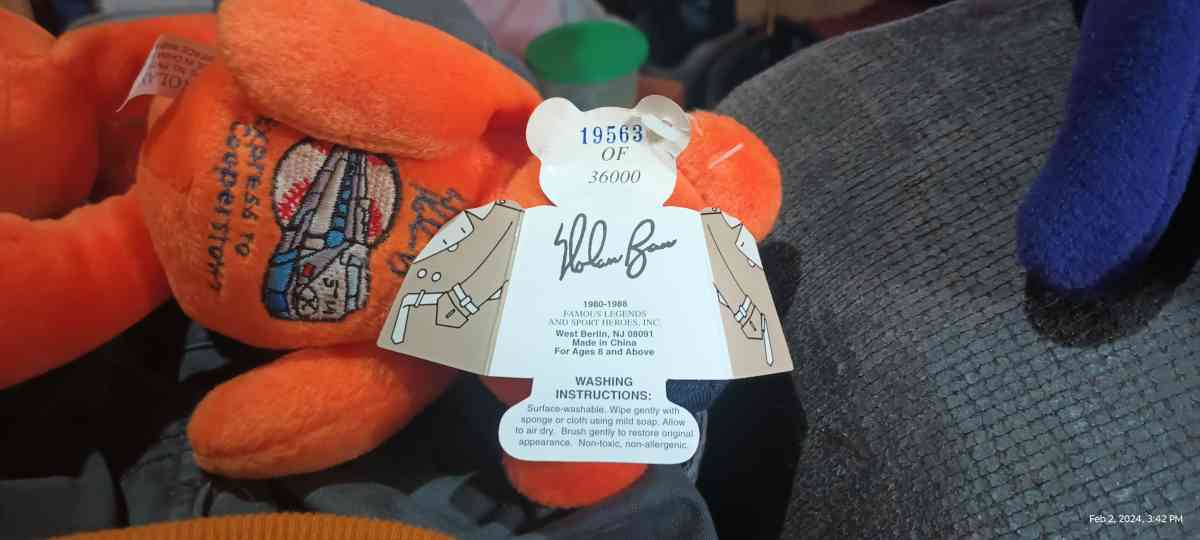 19563
OF
36000
Nolan Ryan
1980-1988
FAMOUS LEGENDS
AND SPORT HEROES, INC.
West Berlin, NJ 08091
Made in China
For Ages 6 and Above
WASHING
INSTRUCTIONS:
Surface-washable. Wipe gently with
sponge or cloth using mild soap. Allow
to air dry. Brush gently to restore original
appearance. Non-toxic, non-allergenic.
Express to
Cooperstown
Feb 2, 2024, 3:42 PM